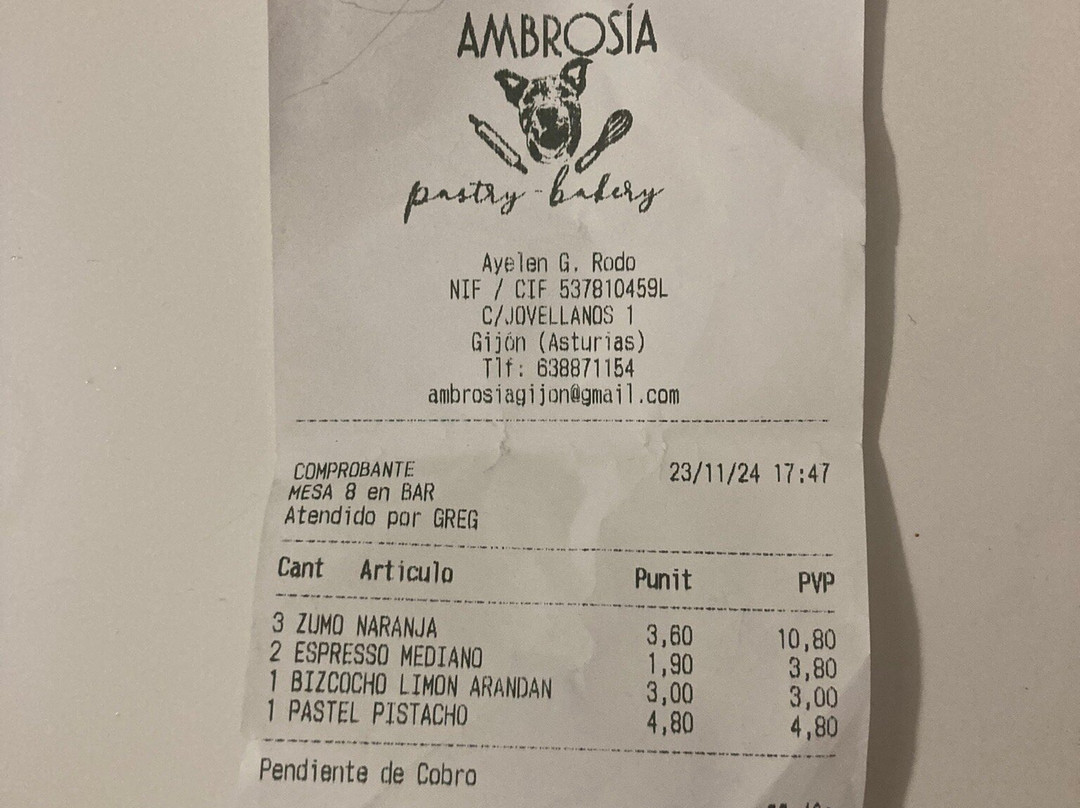 AMBROSÍA
pastry-bakery
Ayelen G. Rodo
NIF / CIF 537810459L
C/JOVELLANOS 1
Gijón (Asturias)
Tlf: 638871154
ambrosiagijon@gmail.com
COMPROBANTE 23/11/24 17:47
MESA 8 en BAR
Atendido por GREG
Cant Articulo Punit PVP
3 ZUMO NARANJA 3,60 10,80
2 ESPRESSO MEDIANO 1,90 3,80
1 BIZCOCHO LIMON ARANDAN 3,00 3,00
1 PASTEL PISTACHO 4,80 4,80
Pendiente de Cobro